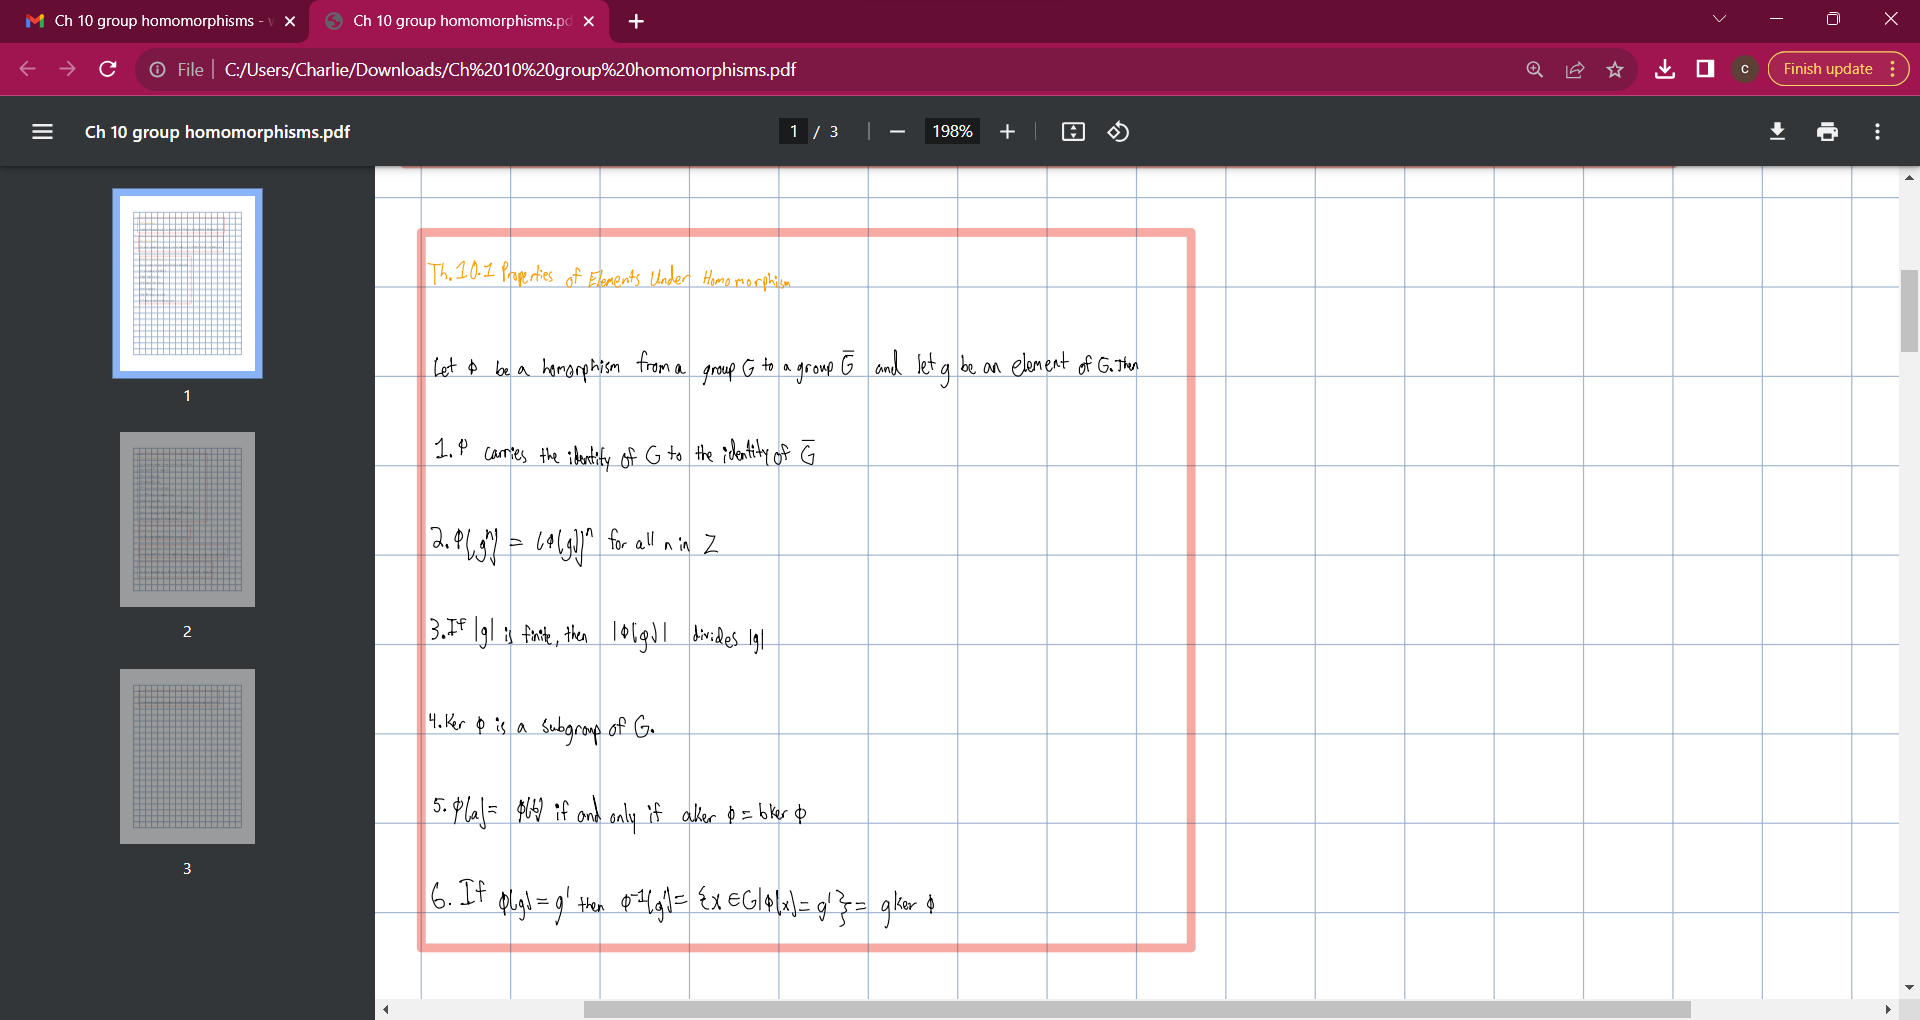 Ch 10 group homomorphisms -
Ch 10 group homomorphisms.pd
File | C:/Users/Charlie/Downloads/Ch%2010%20group%20homomorphisms.pdf
C
Finish update
Ch 10 group homomorphisms.pdf
1 / 3
198%
1
2
3
Th.10.1 Properties of Elements Under Homomorphism
Let φ be a homorphism from a group G to a group G̅ and let g be an element of G. Then
1. φ carries the identity of G to the identity of G̅
2. φ(gⁿ) = (φ(g))ⁿ for all n in Z
3. If |g| is finite, then |φ(g)| divides |g|
4. Ker φ is a subgroup of G.
5. φ(a) = φ(b) if and only if aker φ = bker φ
6. If φ(g) = g' then φ⁻¹(g') = {x ∈ G|φ(x) = g'} = gker φ